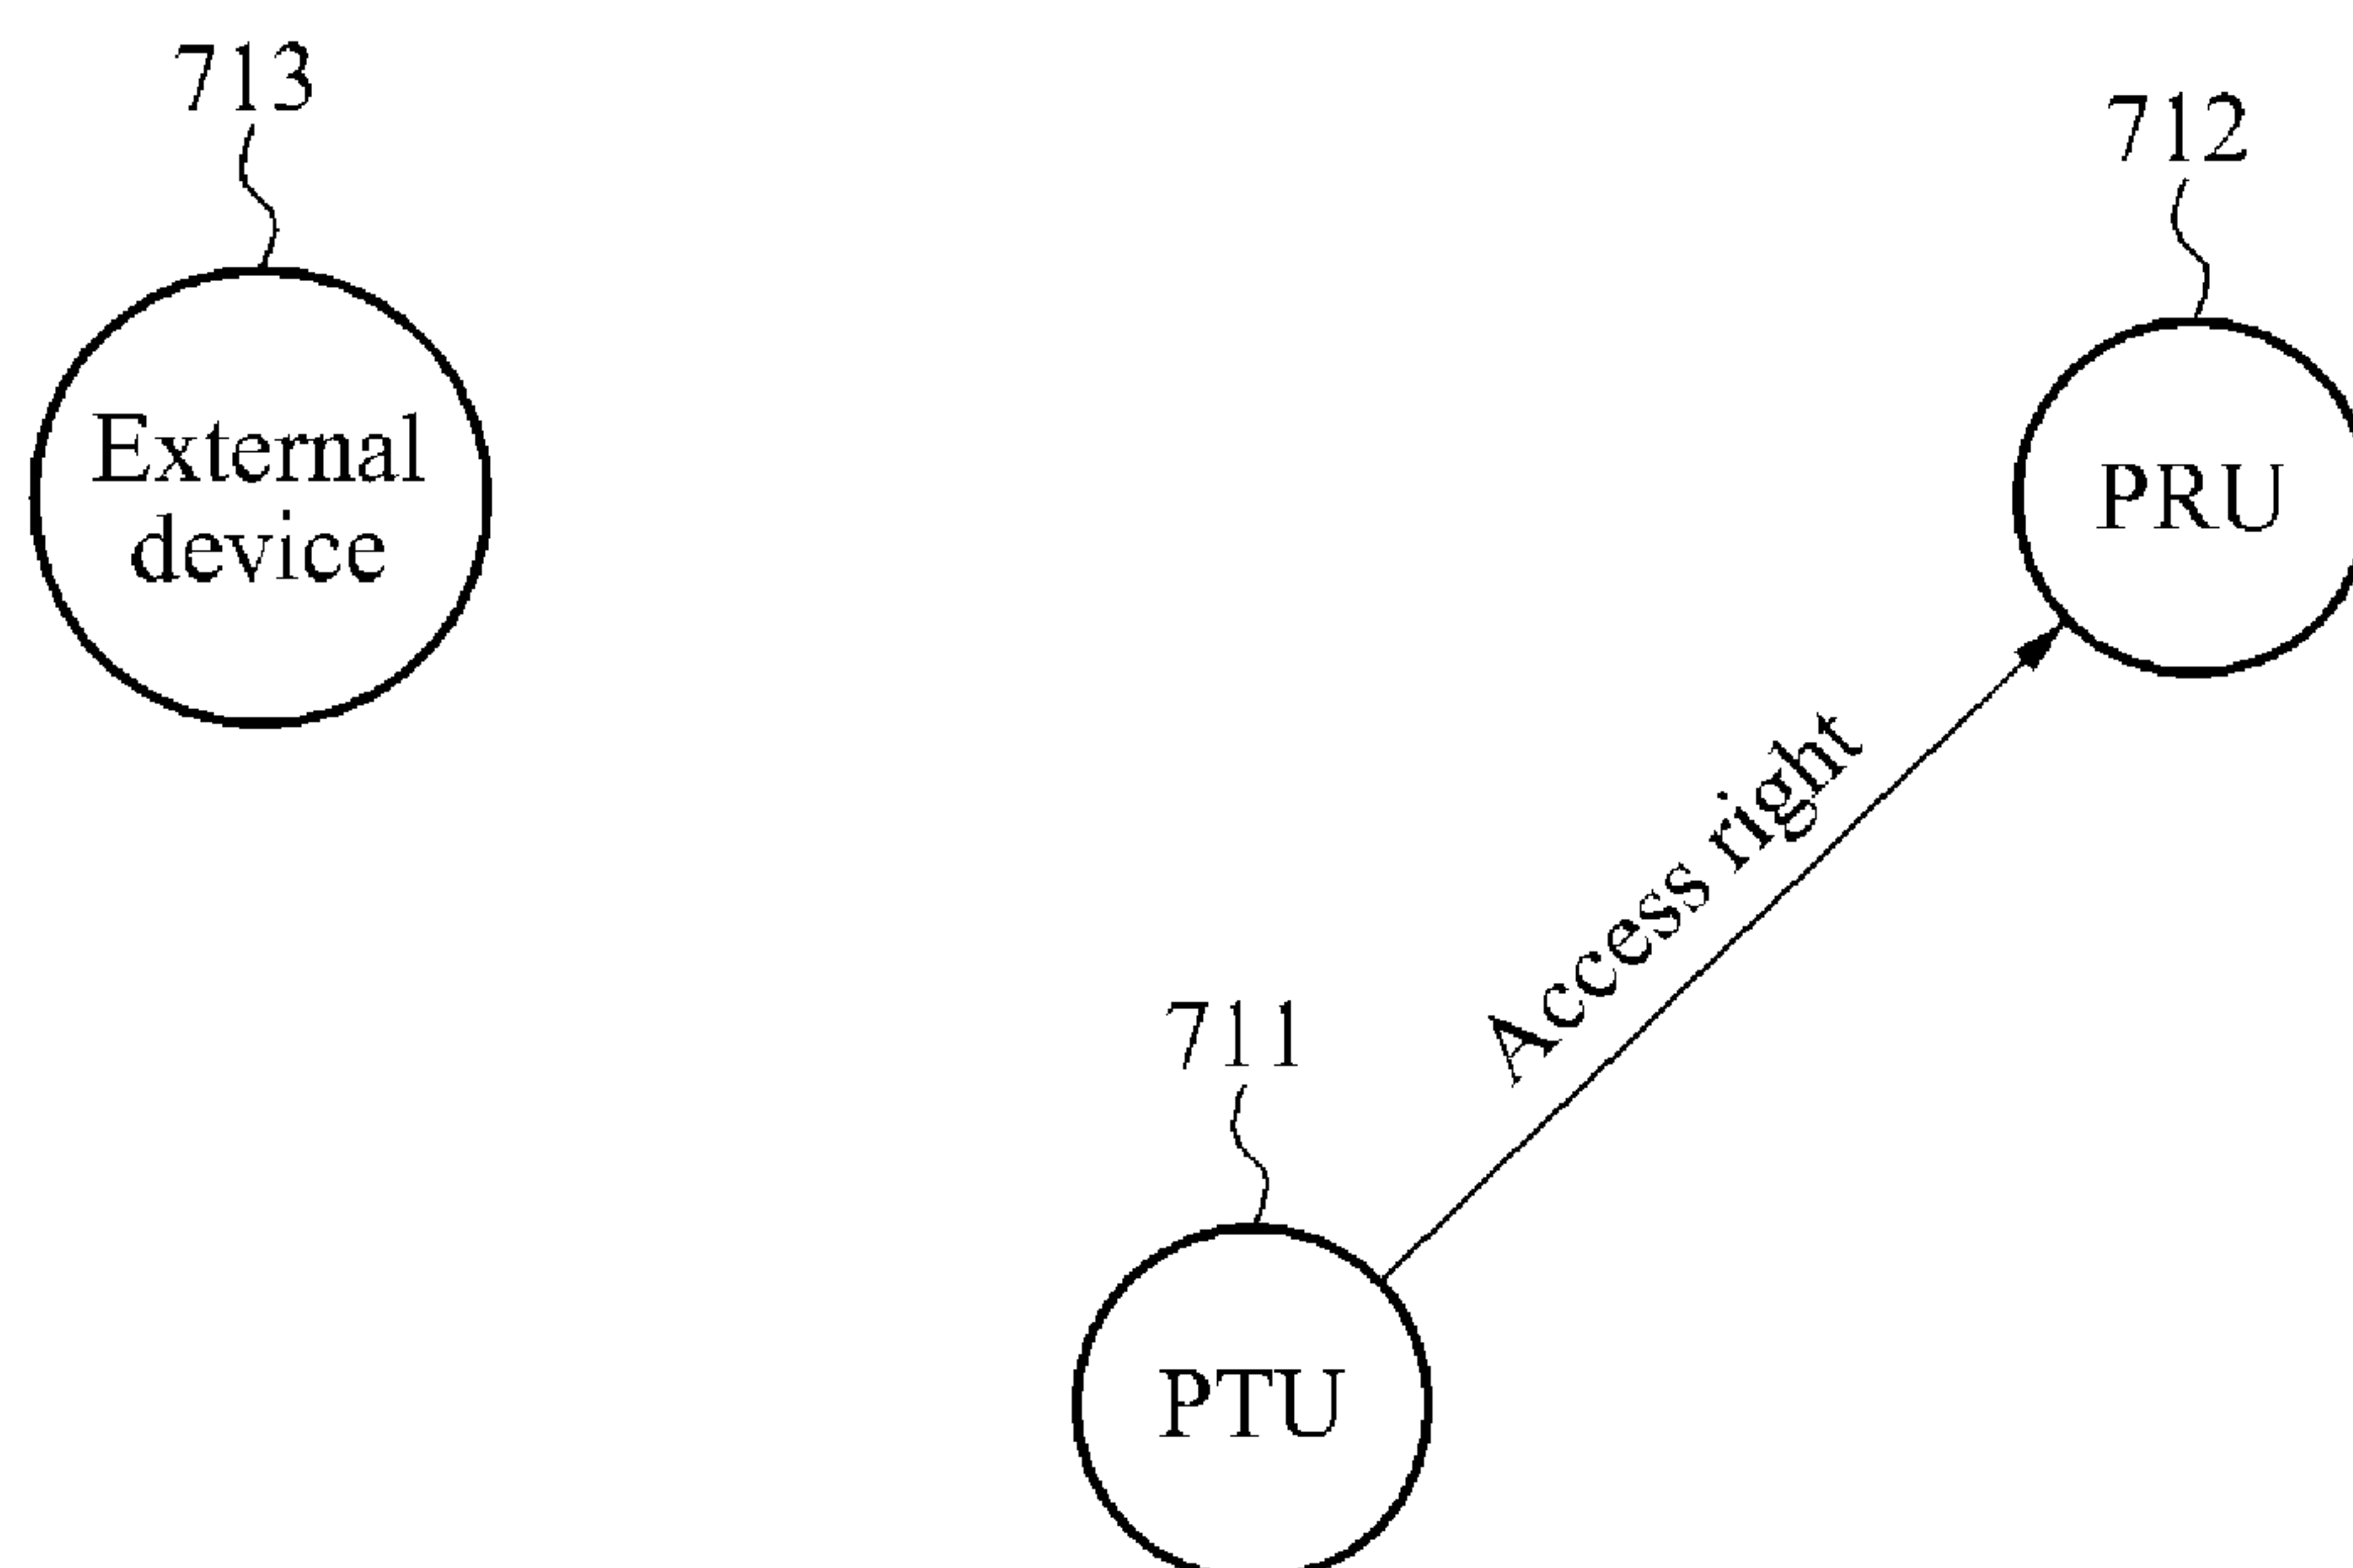 713
712
External
device
PRU
Access right
711
PTU